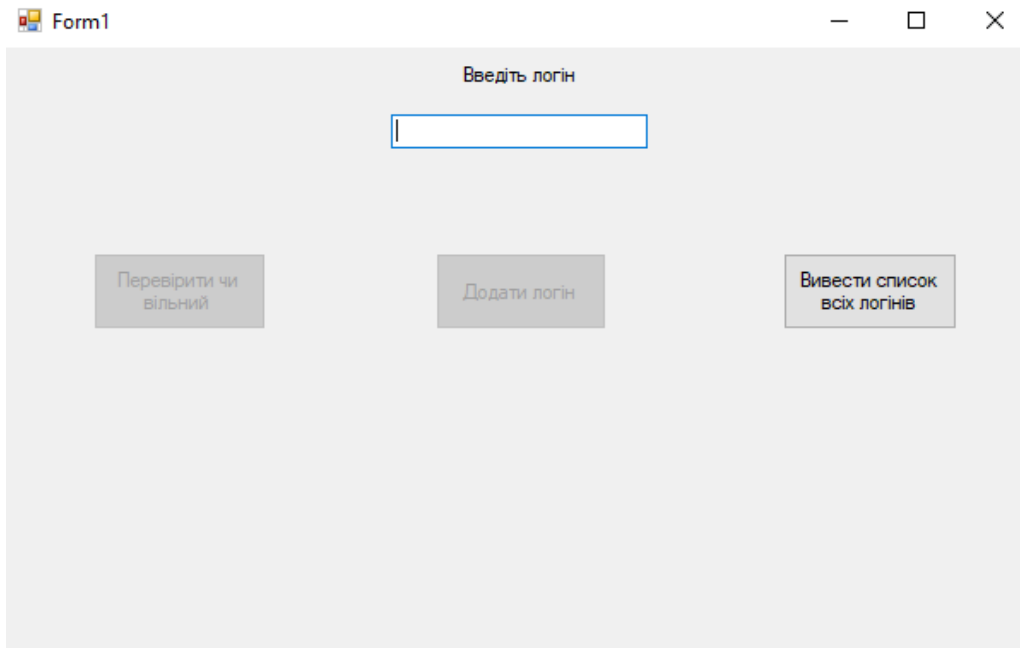 Form1
Введіть логін
Перевірити чи
вільний
Додати логін
Вивести список
всіх логінів